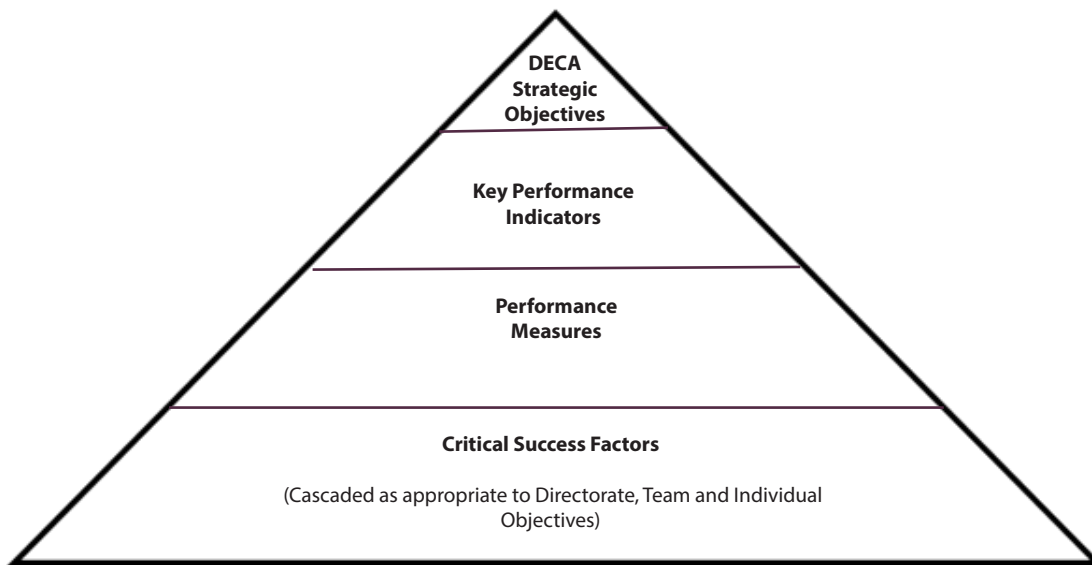 DECA
Strategic
Objectives
Key Performance
Indicators
Performance
Measures
Critical Success Factors
(Cascaded as appropriate to Directorate, Team and Individual
Objectives)